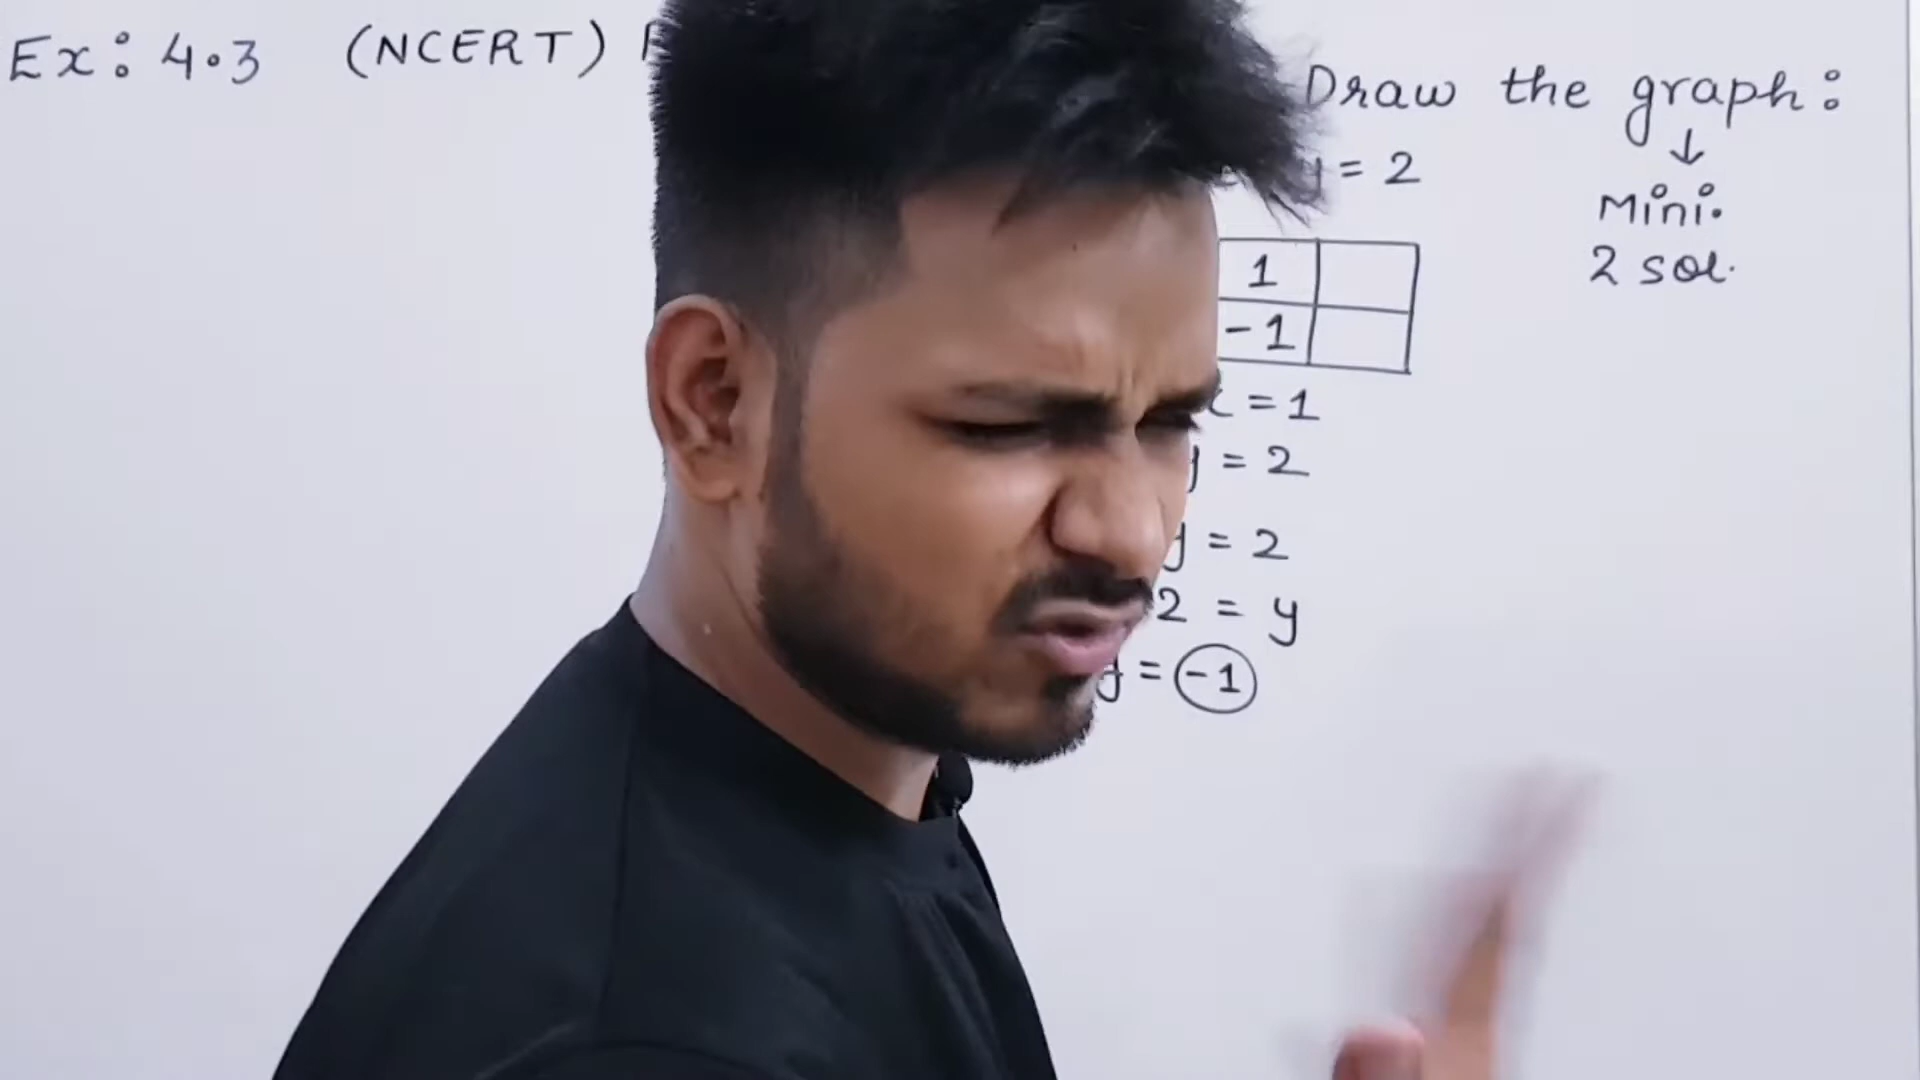 Ex: 4.3 (NCERT)
Draw the graph:
↓
Mini.
2 sol.
y = 2
1
-1
x = 1
y = 2
y = 2
2 = y
y = -1